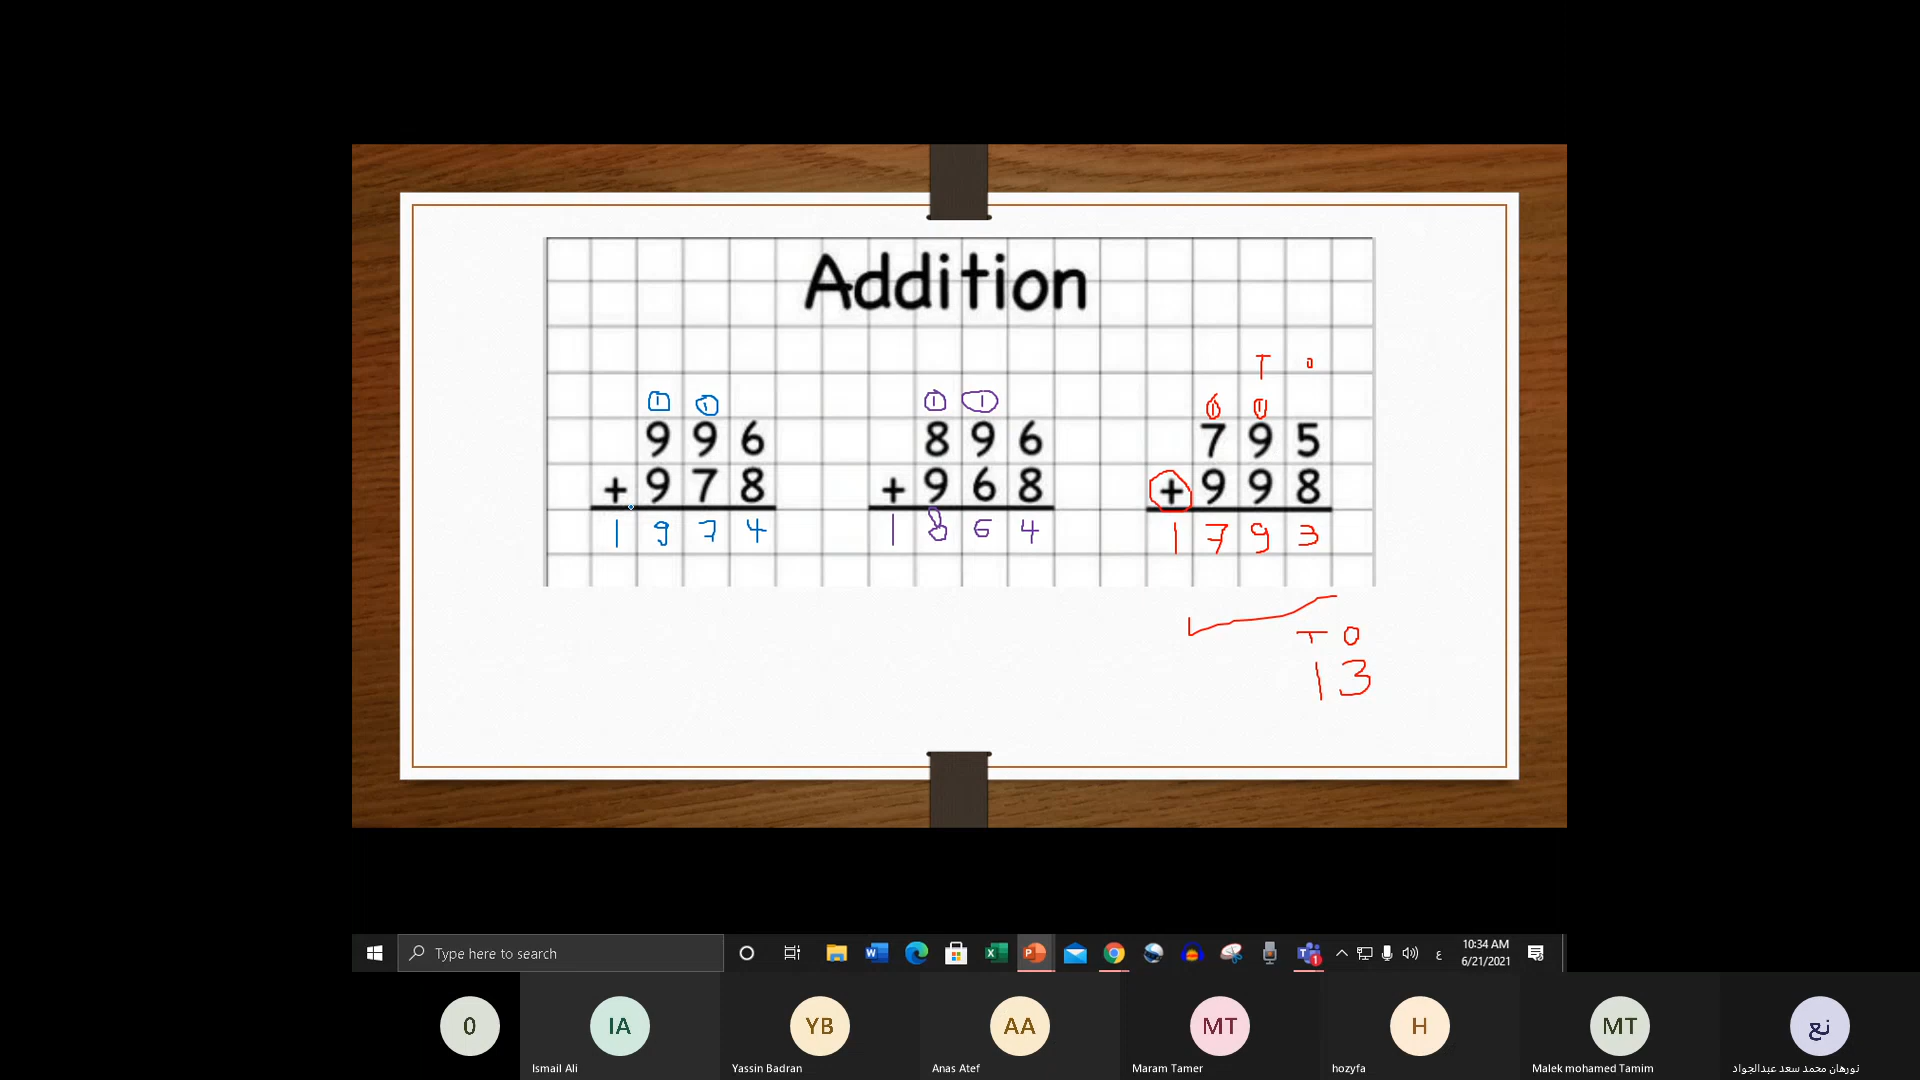 Addition
T 0
1 1 1 1 1 1
9 9 6 8 9 6 7 9 5
+ 9 7 8 + 9 6 8 + 9 9 8
1 9 7 4 1 8 6 4 1 7 9 3
T 0
1 3
Type here to search
ع
10:34 AM
6/21/2021
0 IA YB AA MT H MT نع
Ismail Ali Yassin Badran Anas Atef Maram Tamer hozyfa Malek mohamed Tamim نورهان محمد سعد عبدالجواد